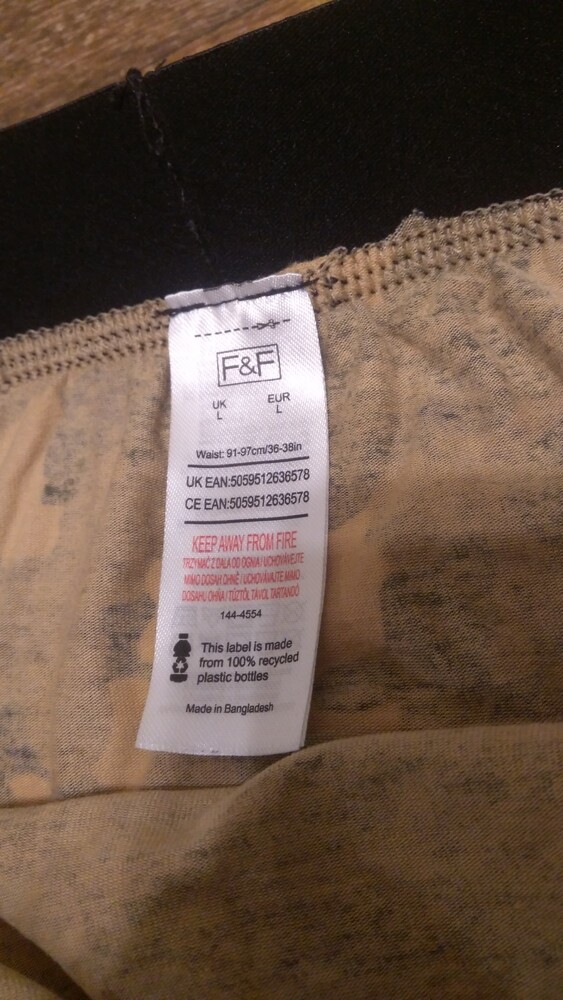 F&F
UK EUR
L L
Waist: 91-97cm/36-38in
UK EAN:5059512636578
CE EAN:5059512636578
KEEP AWAY FROM FIRE
TRZYMAĆ Z DALA OD OGNIA / UCHOVÁVEJTE
MIMO DOSAH OHNĚ / UCHOVÁVAJTE MIMO
DOSAHU OHŇA / TŰZTŐL TÁVOL TARTANDÓ
144-4554
This label is made
from 100% recycled
plastic bottles
Made in Bangladesh